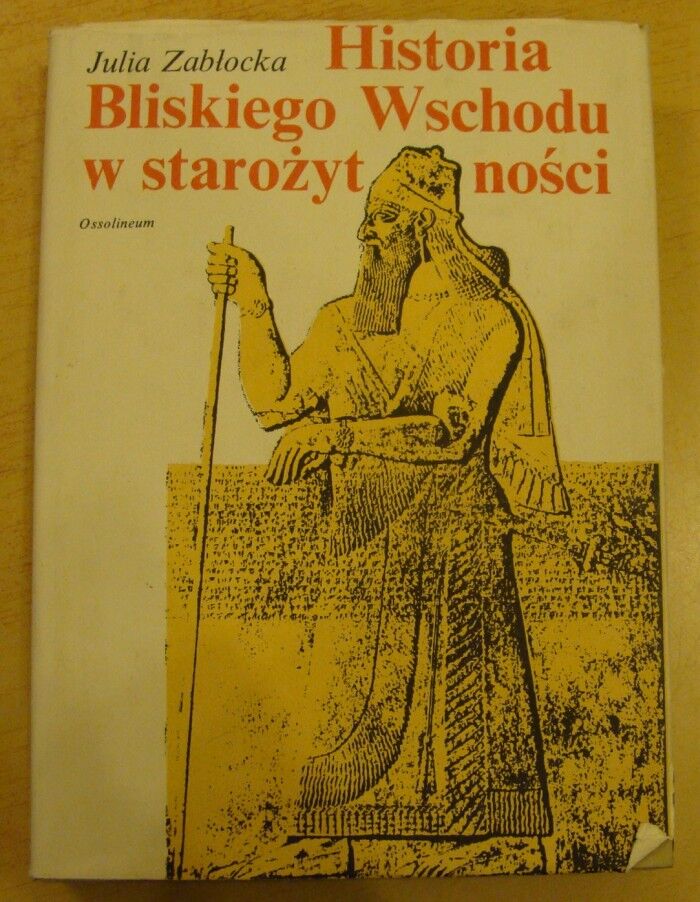 Julia Zabłocka Historia
Bliskiego Wschodu
w starożyt ności
Ossolineum